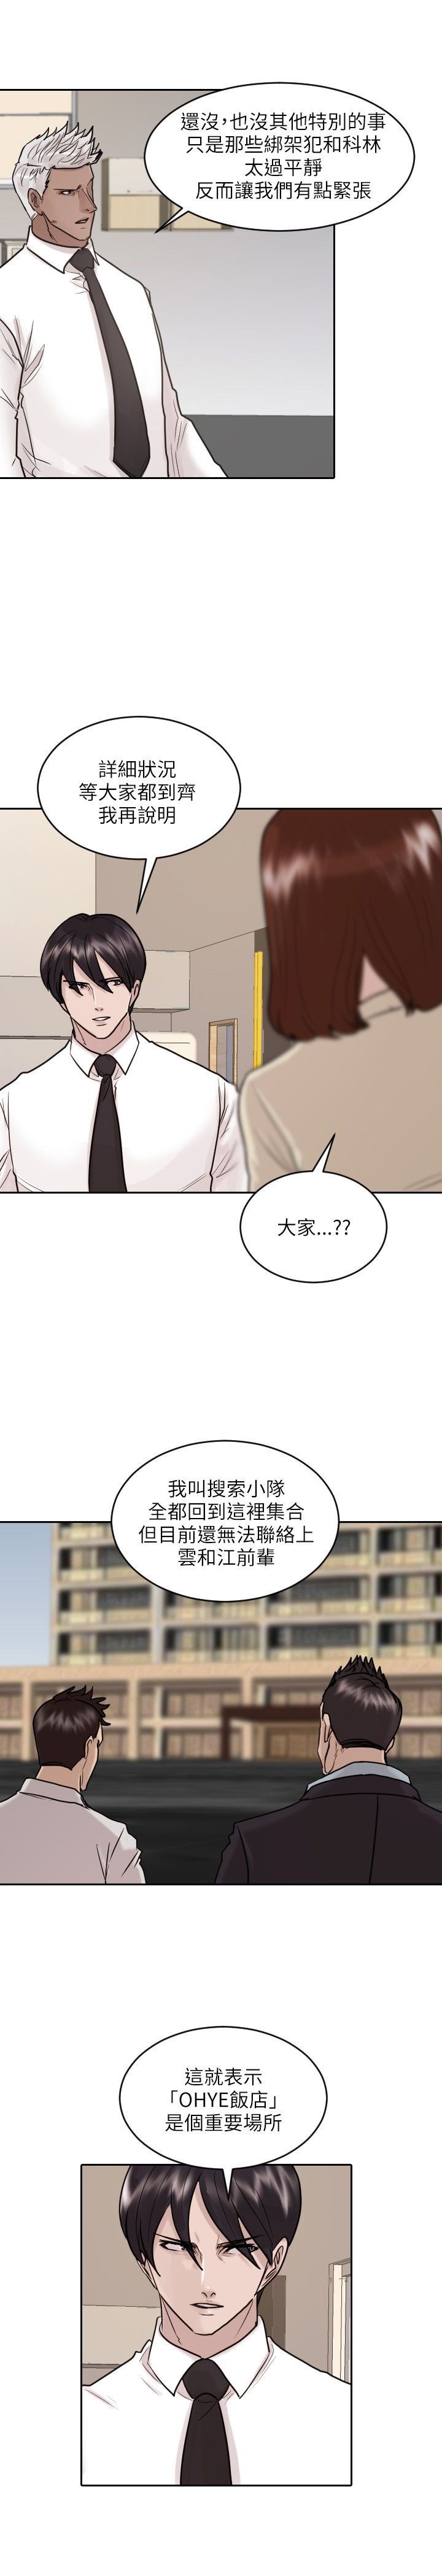 還沒，也沒其他特別的事
只是那些綁架犯和科林
太過平靜
反而讓我們有點緊張
詳細狀況
等大家都到齊
我再說明
大家...??
我叫搜索小隊
全都回到這裡集合
但目前還無法聯絡上
雲和江前輩
這就表示
「OHYE飯店」
是個重要場所